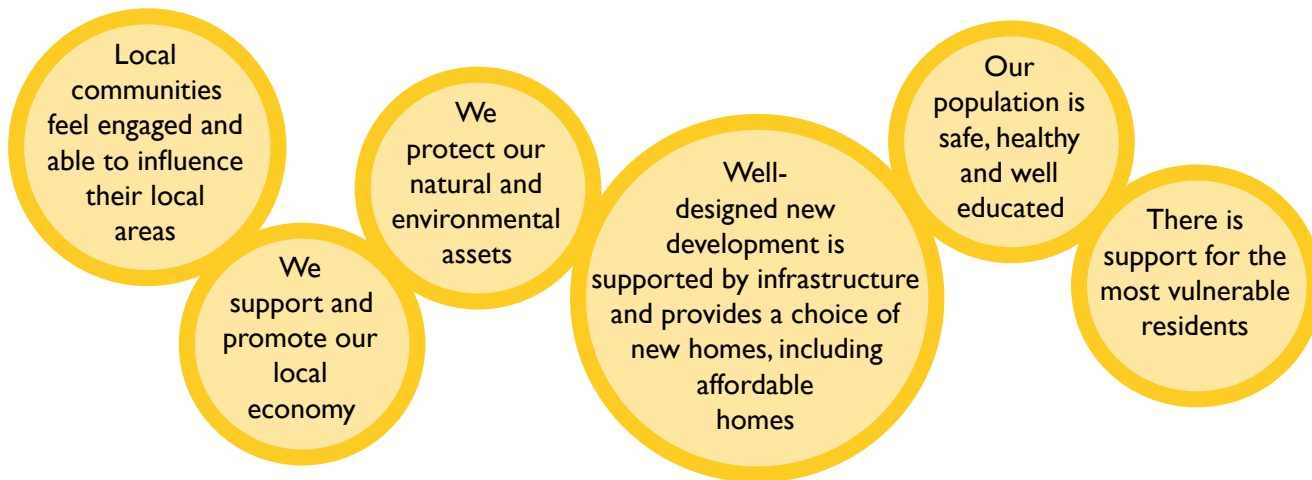 Local
communities
feel engaged and
able to influence
their local
areas
We
support and
promote our
local
economy
We
protect our
natural and
environmental
assets
Well-
designed new
development is
supported by infrastructure
and provides a choice of
new homes, including
affordable
homes
Our
population is
safe, healthy
and well
educated
There is
support for the
most vulnerable
residents